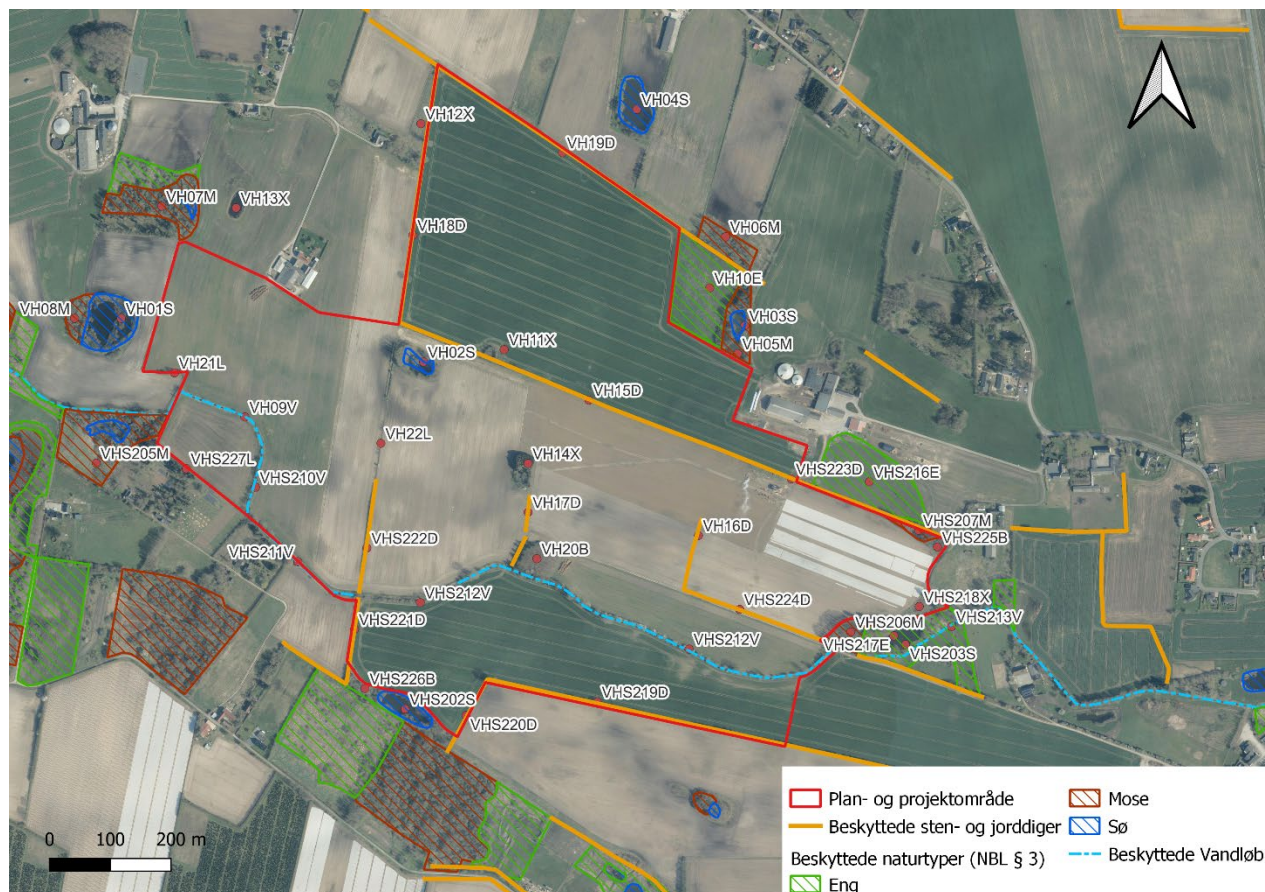 VH04S
VH12X
VH19D
VH07M
VH13X
VH18D
VH06M
VH10E
VH08M
VH01S
VH03S
VH05M
VH11X
VH02S
VH21L
VH15D
VH09V
VH22L
VHS205M
VHS227L
VH14X
VHS223D
VHS216E
VHS210V
VH17D
VHS207M
VH16D
VHS225B
VHS222D
VHS211V
VH20B
VHS212V
VHS224D
VHS218X
VHS221D
VHS206M
VHS213V
VHS217E
VHS203S
VHS212V
VHS226B
VHS202S
VHS219D
VHS220D
0 100 200 m
Plan- og projektområde
Beskyttede sten- og jorddiger
Beskyttede naturtyper (NBL § 3)
Eng
Mose
Sø
Beskyttede Vandløb